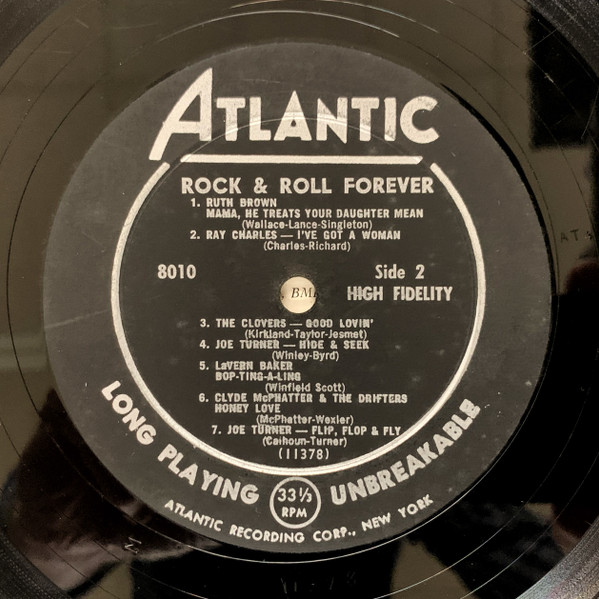 ATLANTIC
ROCK & ROLL FOREVER
1. RUTH BROWN
MAMA, HE TREATS YOUR DAUGHTER MEAN
(Wallace-Lance-Singleton)
2. RAY CHARLES — I'VE GOT A WOMAN
(Charles-Richard)
8010
Side 2
HIGH FIDELITY
BMI
3. THE CLOVERS — GOOD LOVIN'
(Kirkland-Taylor-Jesmet)
4. JOE TURNER — HIDE & SEEK
(Winley-Byrd)
5. LaVERN BAKER
BOP-TING-A-LING
(Winfield Scott)
6. CLYDE McPHATTER & THE DRIFTERS
HONEY LOVE
(McPhatter-Wexler)
7. JOE TURNER — FLIP, FLOP & FLY
(Calhoun-Turner)
(11378)
LONG PLAYING 33⅓ RPM UNBREAKABLE
ATLANTIC RECORDING CORP., NEW YORK